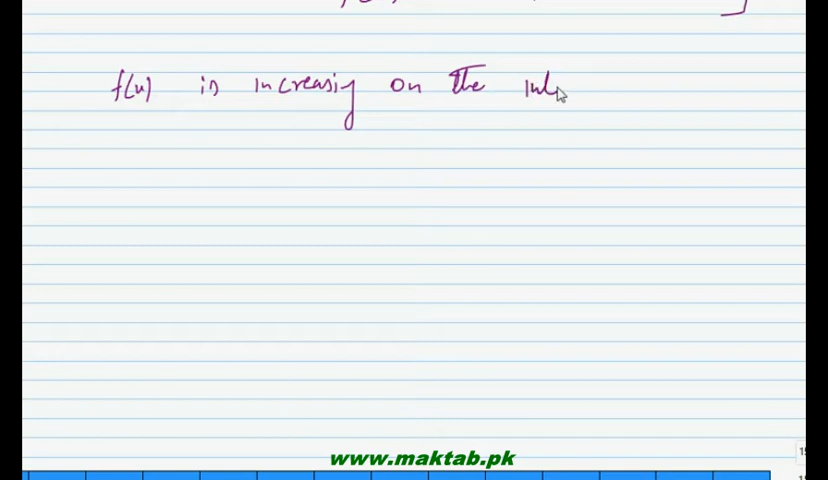 f(x) is increasing on the int
www.maktab.pk